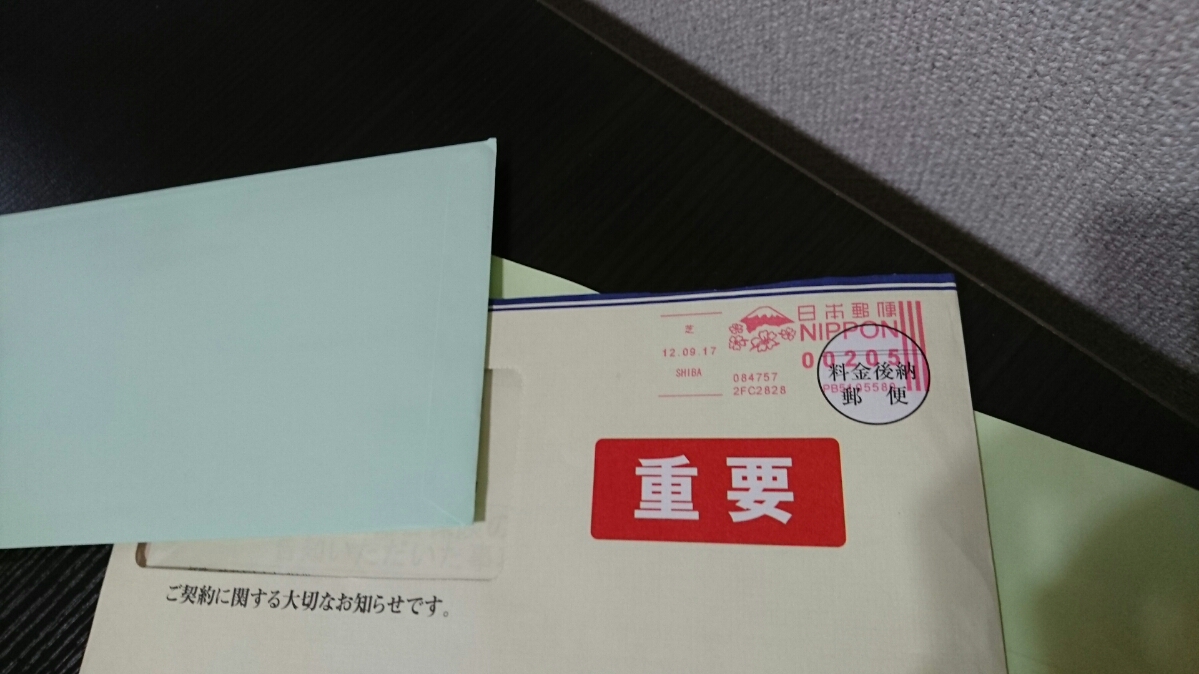 芝
12.09.17
SHIBA
日本郵便
NIPPON
00205
084757
2FC2828
料金後納
郵便
重要
ご契約に関する大切なお知らせです。